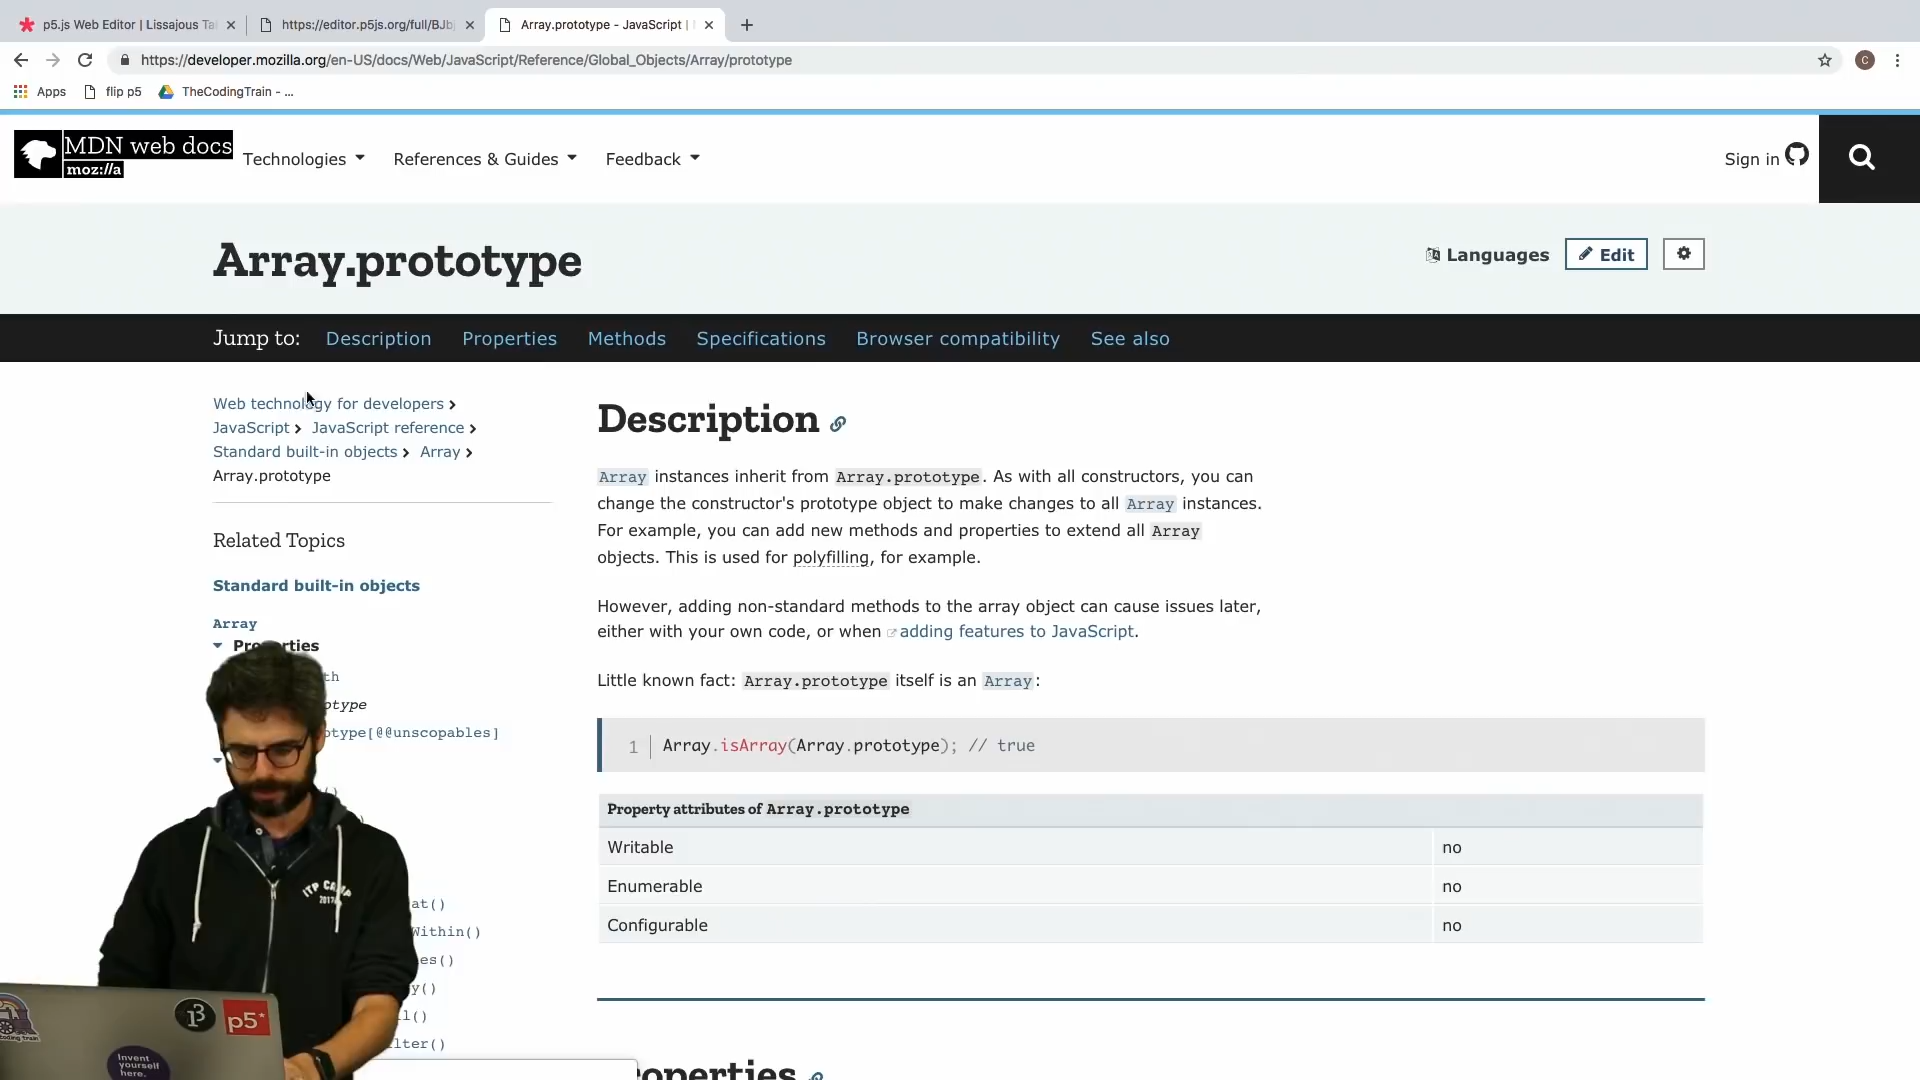 p5.js Web Editor | Lissajous Ta
https://editor.p5js.org/full/BJb
Array.prototype - JavaScript |
https://developer.mozilla.org/en-US/docs/Web/JavaScript/Reference/Global_Objects/Array/prototype
C
Apps
flip p5
TheCodingTrain - ...
MDN web docs
moz://a
Technologies
References & Guides
Feedback
Sign in
Array.prototype
Languages
Edit
Jump to:
Description
Properties
Methods
Specifications
Browser compatibility
See also
Web technology for developers
JavaScript
JavaScript reference
Standard built-in objects
Array
Array.prototype
Related Topics
Standard built-in objects
Array
Properties
th
otype
otype[@@unscopables]
at()
Within()
es()
y()
ll()
ilter()
Description
Array instances inherit from Array.prototype. As with all constructors, you can
change the constructor's prototype object to make changes to all Array instances.
For example, you can add new methods and properties to extend all Array
objects. This is used for polyfilling, for example.
However, adding non-standard methods to the array object can cause issues later,
either with your own code, or when adding features to JavaScript.
Little known fact: Array.prototype itself is an Array:
1 Array.isArray(Array.prototype); // true
Property attributes of Array.prototype
Writable no
Enumerable no
Configurable no
operties
ITP CAMP
2017
p5*
Invent
yourself
here.